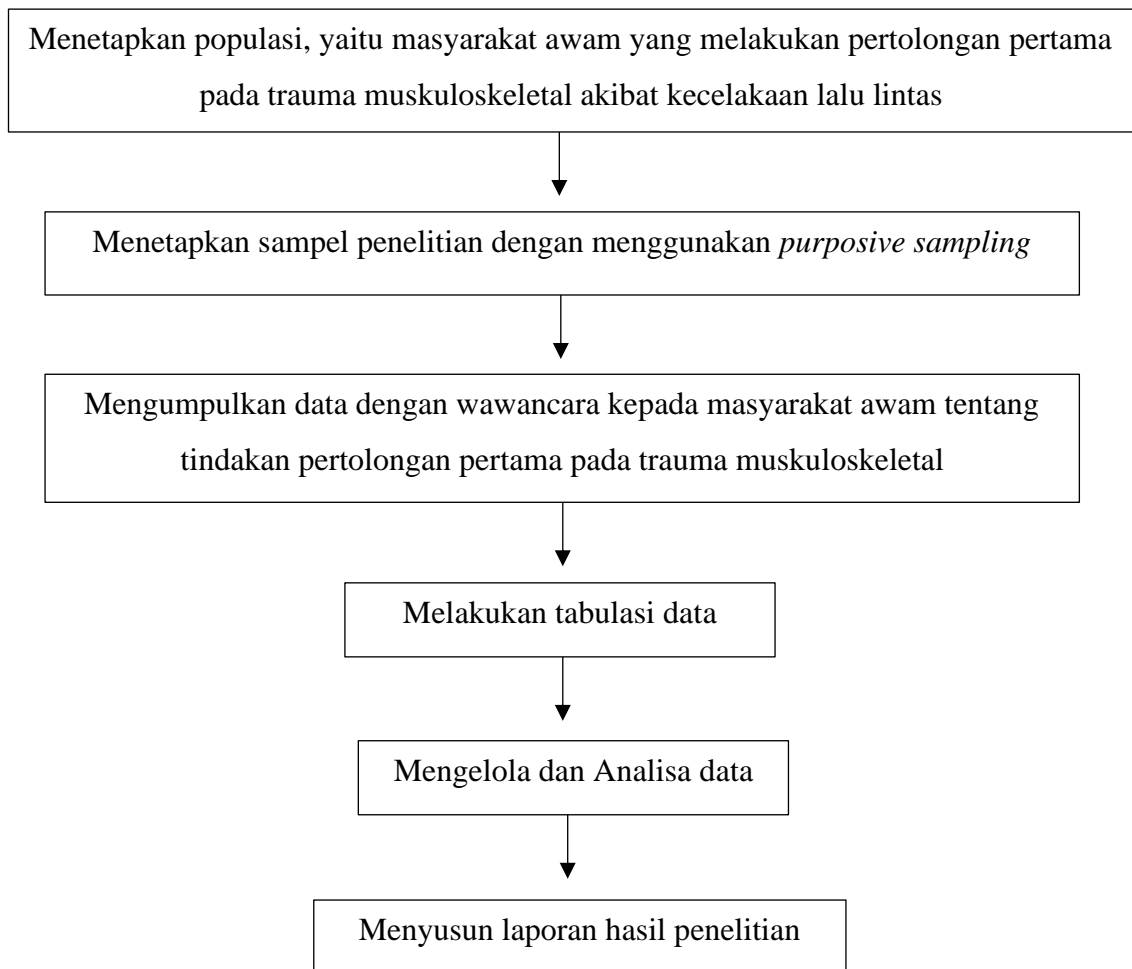 Menetapkan populasi, yaitu masyarakat awam yang melakukan pertolongan pertama
pada trauma muskuloskeletal akibat kecelakaan lalu lintas
Menetapkan sampel penelitian dengan menggunakan purposive sampling
Mengumpulkan data dengan wawancara kepada masyarakat awam tentang
tindakan pertolongan pertama pada trauma muskuloskeletal
Melakukan tabulasi data
Mengelola dan Analisa data
Menyusun laporan hasil penelitian